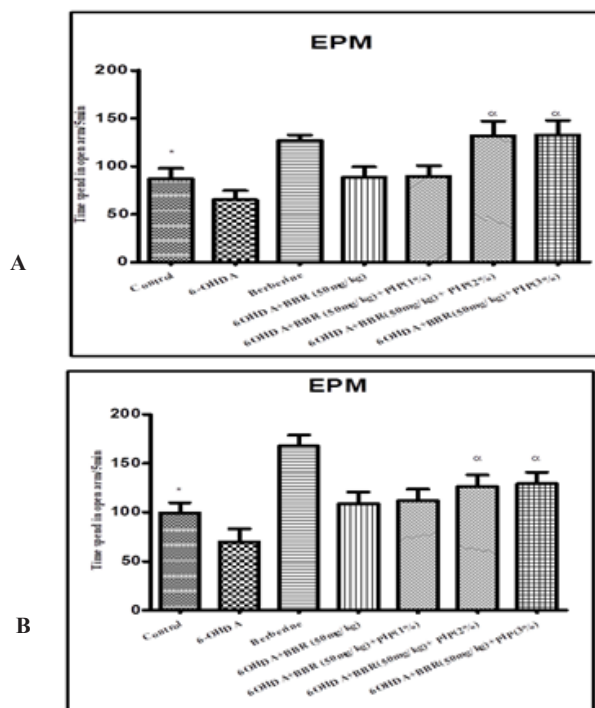 EPM
Time spend in open arm/5min
200
150
100
50
0
*
α
α
Control
6-OHDA
Berberine
6OHDA+BBR (50mg/kg)
6OHDA+BBR (50mg/kg)+PIP(1%)
6OHDA+BBR(50mg/kg)+ PIP(2%)
6OHDA+BBR(50mg/kg)+PIP(3%)
A
EPM
Time spend in open arm/5min
200
150
100
50
0
*
α
α
Control
6-OHDA
Berberine
6OHDA+BBR (50mg/kg)
6OHDA+BBR (50mg/kg)+PIP(1%)
6OHDA+BBR(50mg/kg)+ PIP(2%)
6OHDA+BBR(50mg/kg)+PIP(3%)
B